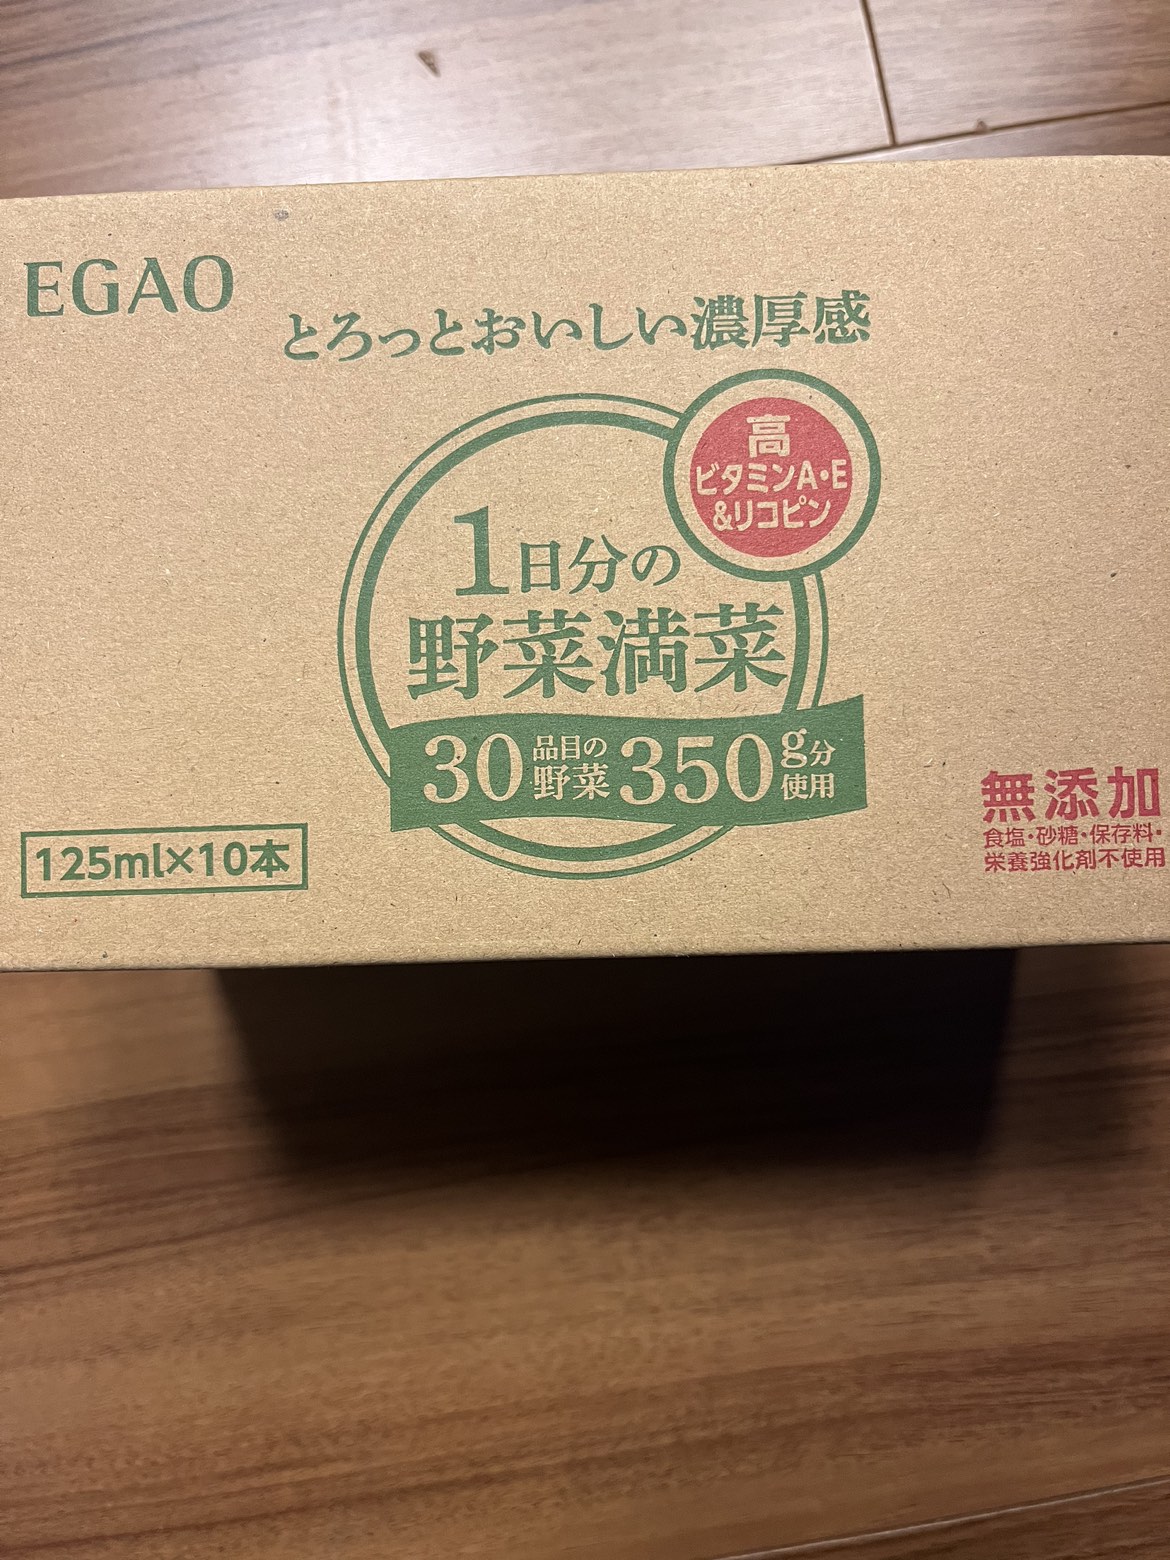 EGAO
とろっとおいしい濃厚感
高
ビタミンA・E
&リコピン
1日分の
野菜満菜
30品目の野菜350g分使用
125ml×10本
無添加
食塩・砂糖・保存料・
栄養強化剤不使用